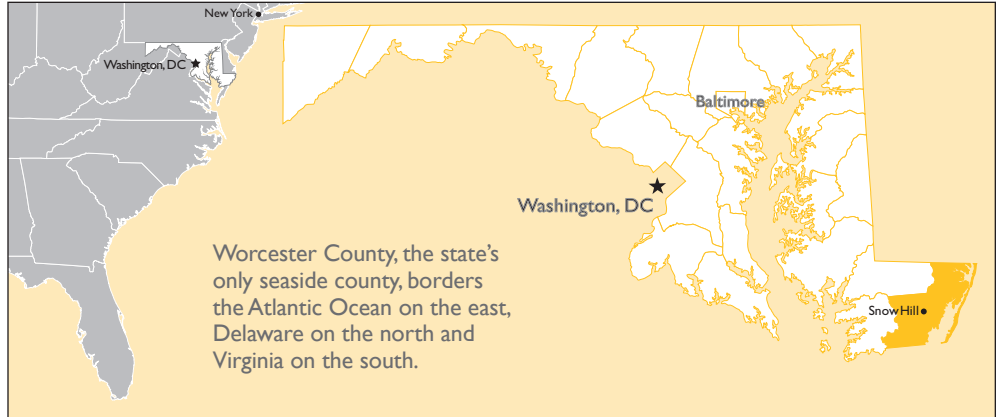 New York
Washington, DC
Baltimore
Washington, DC
Worcester County, the state's
only seaside county, borders
the Atlantic Ocean on the east,
Delaware on the north and
Virginia on the south.
Snow Hill